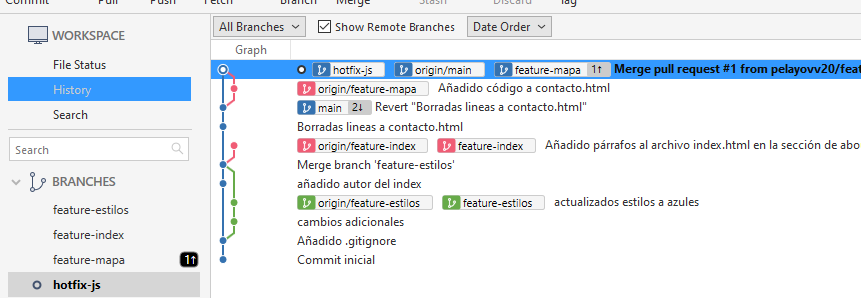 Commit Pull Push Fetch Branch Merge Stash Discard Tag
WORKSPACE
File Status
History
Search
Search
BRANCHES
feature-estilos
feature-index
feature-mapa 1↑
hotfix-js
All Branches Show Remote Branches Date Order
Graph
hotfix-js origin/main feature-mapa 1↑ Merge pull request #1 from pelayovv20/feat
origin/feature-mapa Añadido código a contacto.html
main 2↓ Revert "Borradas lineas a contacto.html"
Borradas lineas a contacto.html
origin/feature-index feature-index Añadido párrafos al archivo index.html en la sección de abo
Merge branch 'feature-estilos'
añadido autor del index
origin/feature-estilos feature-estilos actualizados estilos a azules
cambios adicionales
Añadido .gitignore
Commit inicial